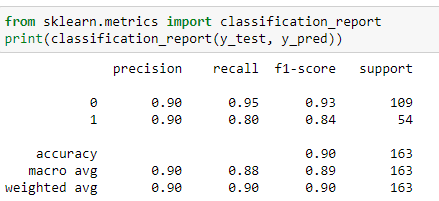 from sklearn.metrics import classification_report
print(classification_report(y_test, y_pred))
precision recall f1-score support
0 0.90 0.95 0.93 109
1 0.90 0.80 0.84 54
accuracy 0.90 163
macro avg 0.90 0.88 0.89 163
weighted avg 0.90 0.90 0.90 163